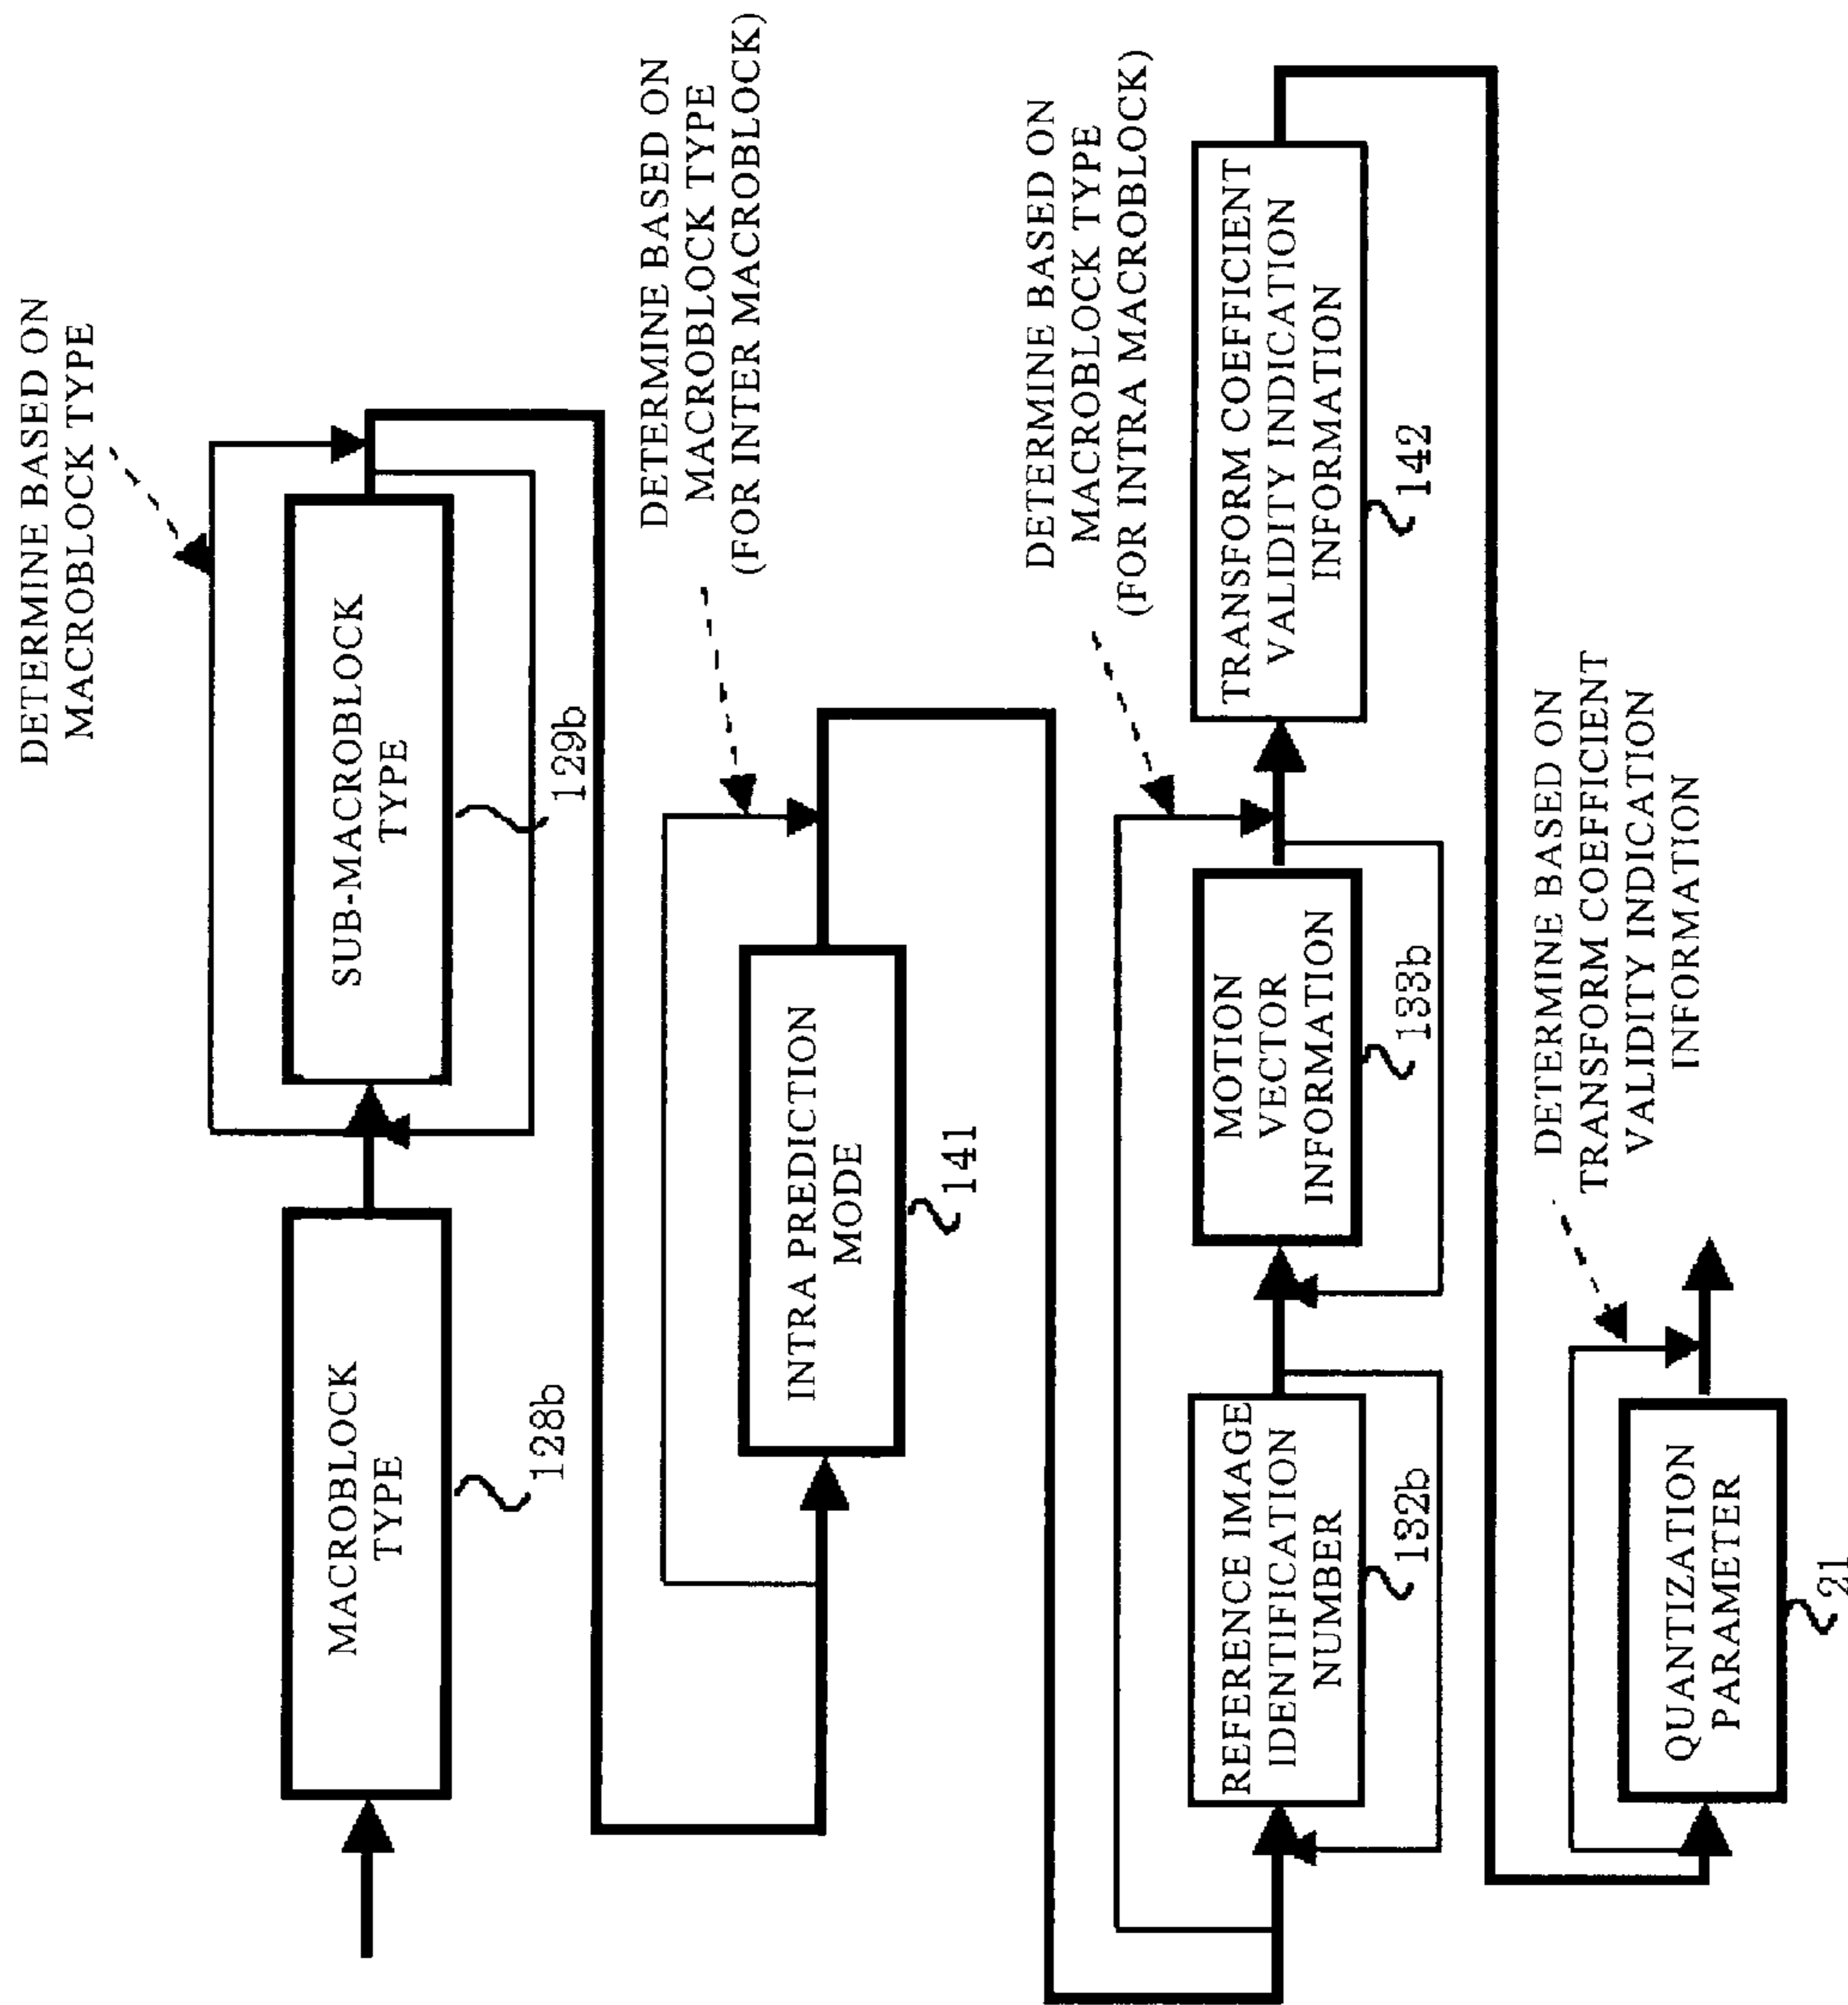 DETERMINE BASED ON
MACROBLOCK TYPE
MACROBLOCK
TYPE
128b
SUB-MACROBLOCK
TYPE
129b
DETERMINE BASED ON
MACROBLOCK TYPE
(FOR INTER MACROBLOCK)
INTRA PREDICTION
MODE
141
DETERMINE BASED ON
MACROBLOCK TYPE
(FOR INTRA MACROBLOCK)
REFERENCE IMAGE
IDENTIFICATION
NUMBER
132b
MOTION
VECTOR
INFORMATION
133b
TRANSFORM COEFFICIENT
VALIDITY INDICATION
INFORMATION
142
DETERMINE BASED ON
TRANSFORM COEFFICIENT
VALIDITY INDICATION
INFORMATION
QUANTIZATION
PARAMETER
21